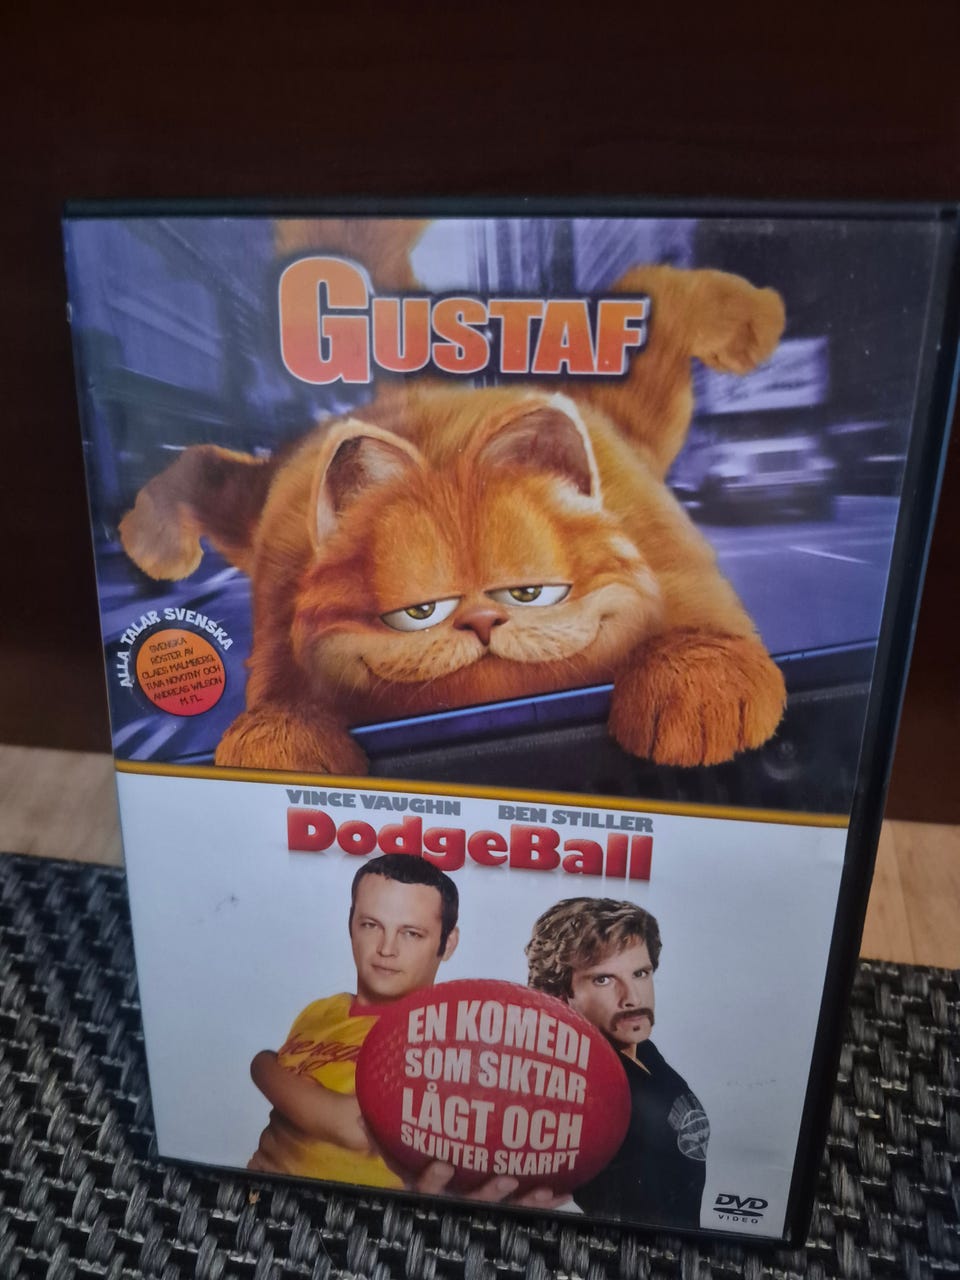 GUSTAF
ALLA TALAR SVENSKA
SVENSKA
RÖSTER AV
CLAES MALMBERG,
TUVA NOVOTNY OCH
ANDREAS WILSON
M. FL.
VINCE VAUGHN BEN STILLER
DodgeBall
EN KOMEDI
SOM SIKTAR
LÅGT OCH
SKJUTER SKARPT
DVD
VIDEO